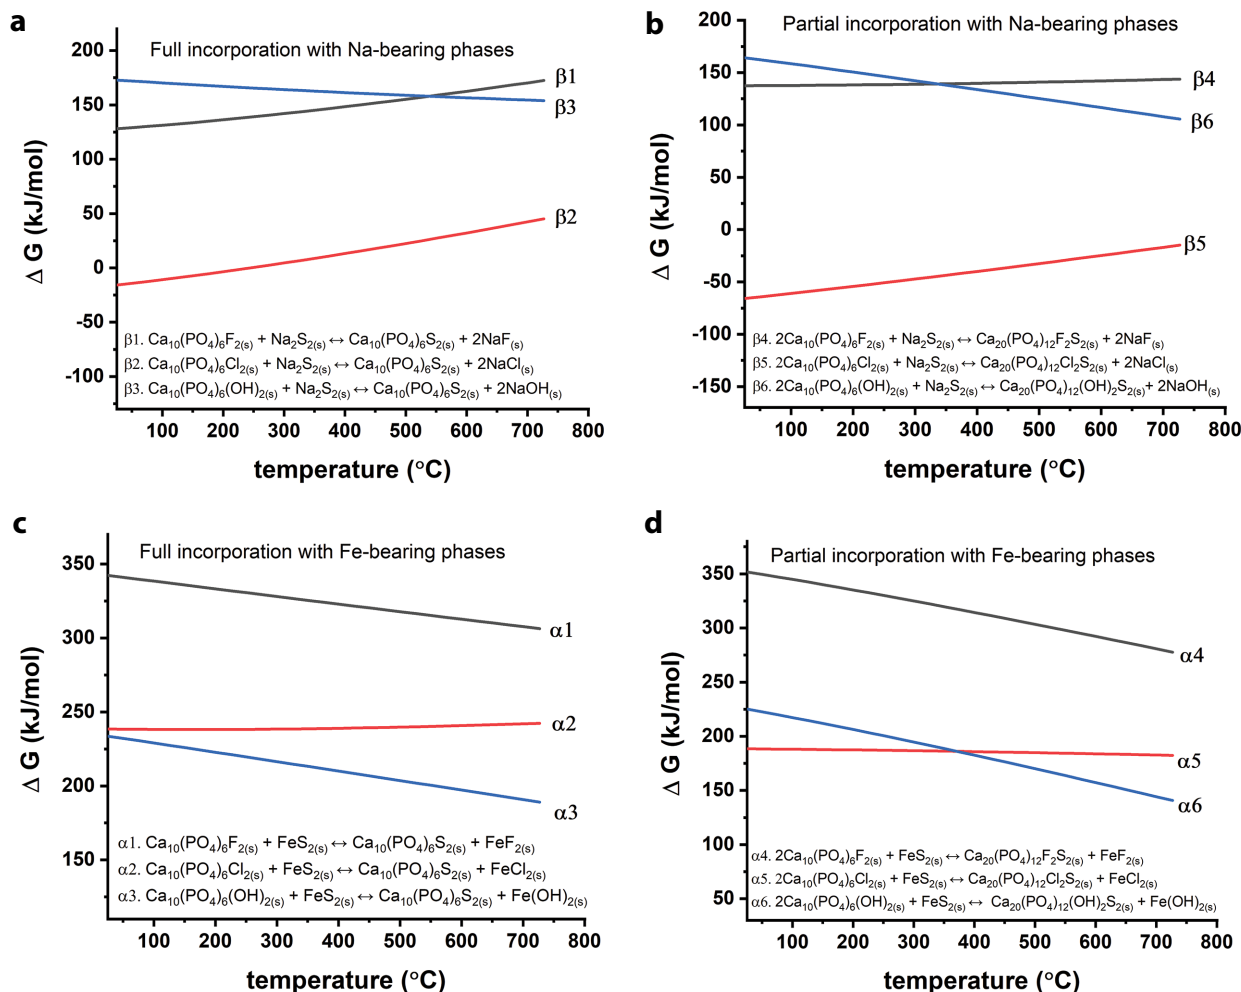 a
Full incorporation with Na-bearing phases
200
150
100
50
0
-50
-100
Δ G (kJ/mol)
β1
β3
β2
β1. Ca10(PO4)6F2(s) + Na2S2(s) ↔ Ca10(PO4)6S2(s) + 2NaF(s)
β2. Ca10(PO4)6Cl2(s) + Na2S2(s) ↔ Ca10(PO4)6S2(s) + 2NaCl(s)
β3. Ca10(PO4)6(OH)2(s) + Na2S2(s) ↔ Ca10(PO4)6S2(s) + 2NaOH(s)
100 200 300 400 500 600 700 800
temperature (°C)
b
Partial incorporation with Na-bearing phases
200
150
100
50
0
-50
-100
-150
Δ G (kJ/mol)
β4
β6
β5
β4. 2Ca10(PO4)6F2(s) + Na2S2(s) ↔ Ca20(PO4)12F2S2(s) + 2NaF(s)
β5. 2Ca10(PO4)6Cl2(s) + Na2S2(s) ↔ Ca20(PO4)12Cl2S2(s) + 2NaCl(s)
β6. 2Ca10(PO4)6(OH)2(s) + Na2S2(s) ↔ Ca20(PO4)12(OH)2S2(s) + 2NaOH(s)
100 200 300 400 500 600 700 800
temperature (°C)
c
Full incorporation with Fe-bearing phases
350
300
250
200
150
Δ G (kJ/mol)
α1
α2
α3
α1. Ca10(PO4)6F2(s) + FeS2(s) ↔ Ca10(PO4)6S2(s) + FeF2(s)
α2. Ca10(PO4)6Cl2(s) + FeS2(s) ↔ Ca10(PO4)6S2(s) + FeCl2(s)
α3. Ca10(PO4)6(OH)2(s) + FeS2(s) ↔ Ca10(PO4)6S2(s) + Fe(OH)2(s)
100 200 300 400 500 600 700 800
temperature (°C)
d
Partial incorporation with Fe-bearing phases
350
300
250
200
150
100
50
Δ G (kJ/mol)
α4
α5
α6
α4. 2Ca10(PO4)6F2(s) + FeS2(s) ↔ Ca20(PO4)12F2S2(s) + FeF2(s)
α5. 2Ca10(PO4)6Cl2(s) + FeS2(s) ↔ Ca20(PO4)12Cl2S2(s) + FeCl2(s)
α6. 2Ca10(PO4)6(OH)2(s) + FeS2(s) ↔ Ca20(PO4)12(OH)2S2(s) + Fe(OH)2(s)
100 200 300 400 500 600 700 800
temperature (°C)